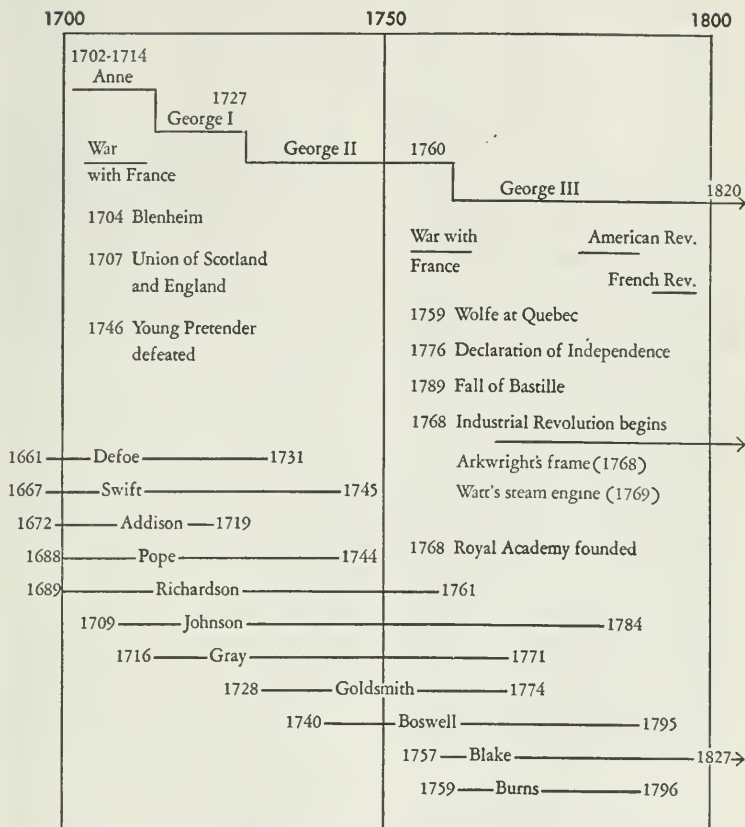 1700 1750 1800
1702-1714
Anne
1727
George I
George II 1760
George III 1820
War
with France
1704 Blenheim
1707 Union of Scotland
and England
1746 Young Pretender
defeated
War with
France
American Rev.
French Rev.
1759 Wolfe at Quebec
1776 Declaration of Independence
1789 Fall of Bastille
1768 Industrial Revolution begins
Arkwright's frame (1768)
Watt's steam engine (1769)
1768 Royal Academy founded
1661 Defoe 1731
1667 Swift 1745
1672 Addison 1719
1688 Pope 1744
1689 Richardson 1761
1709 Johnson 1784
1716 Gray 1771
1728 Goldsmith 1774
1740 Boswell 1795
1757 Blake 1827
1759 Burns 1796